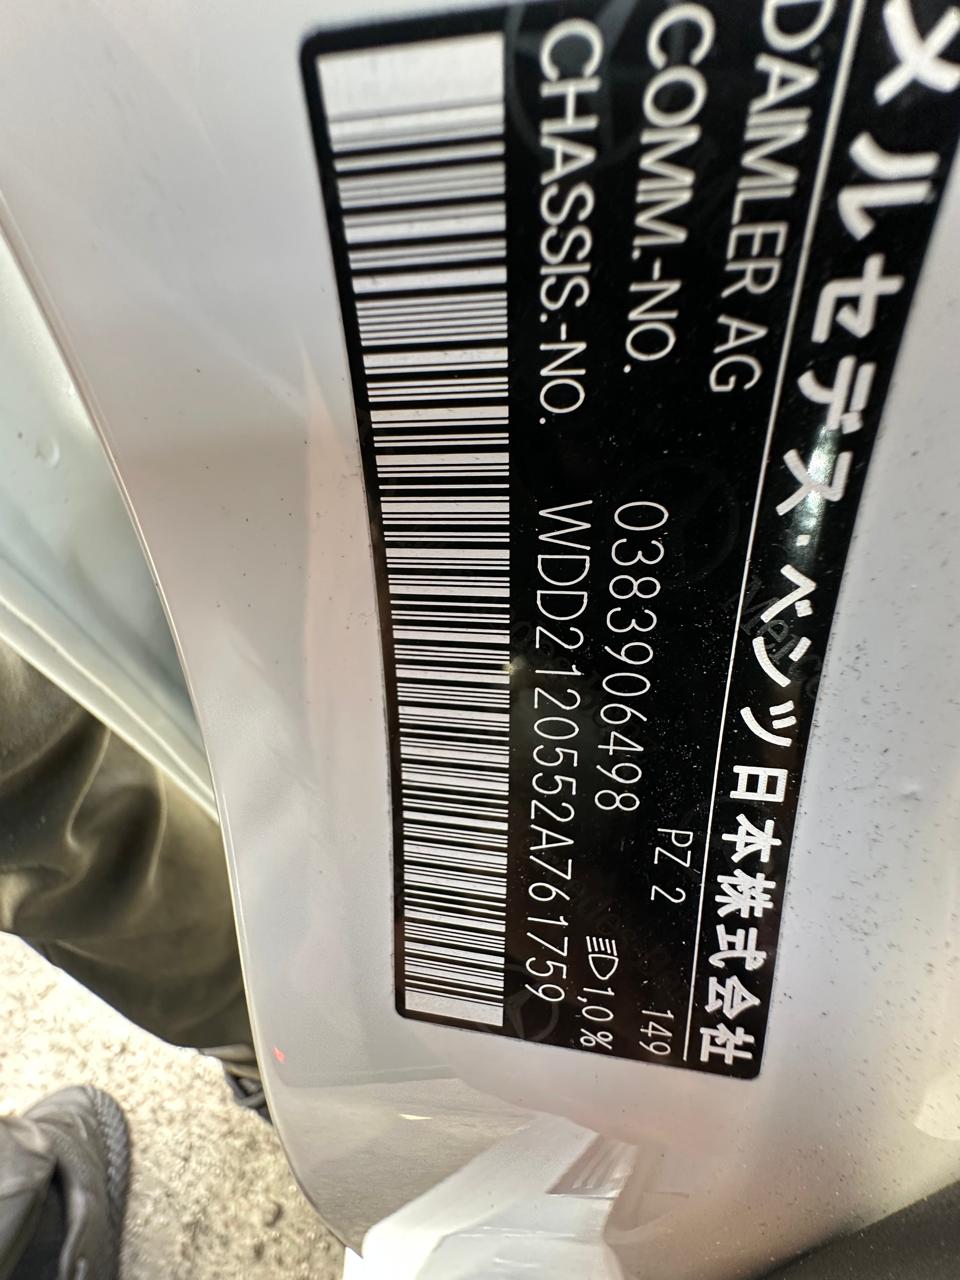 メルセデス・ベンツ日本株式会社
DAIMLER AG PZ 2 149
COMM.-NO. 0383906498 1,0%
CHASSIS.-NO. WDD2120552A761759